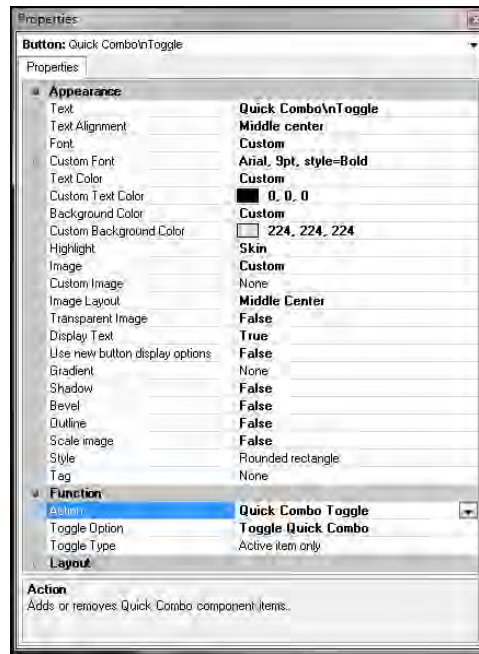 Properties
Button: Quick Combo\nToggle
Properties
Appearance
Text Quick Combo\nToggle
Text Alignment Middle center
Font Custom
Custom Font Arial, 9pt, style=Bold
Text Color Custom
Custom Text Color 0, 0, 0
Background Color Custom
Custom Background Color 224, 224, 224
Highlight Skin
Image Custom
Custom Image None
Image Layout Middle Center
Transparent Image False
Display Text True
Use new button display options False
Gradient None
Shadow False
Bevel False
Outline False
Scale image False
Style Rounded rectangle
Tag None
Function
Action Quick Combo Toggle
Toggle Option Toggle Quick Combo
Toggle Type Active item only
Layout
Action
Adds or removes Quick Combo component items.